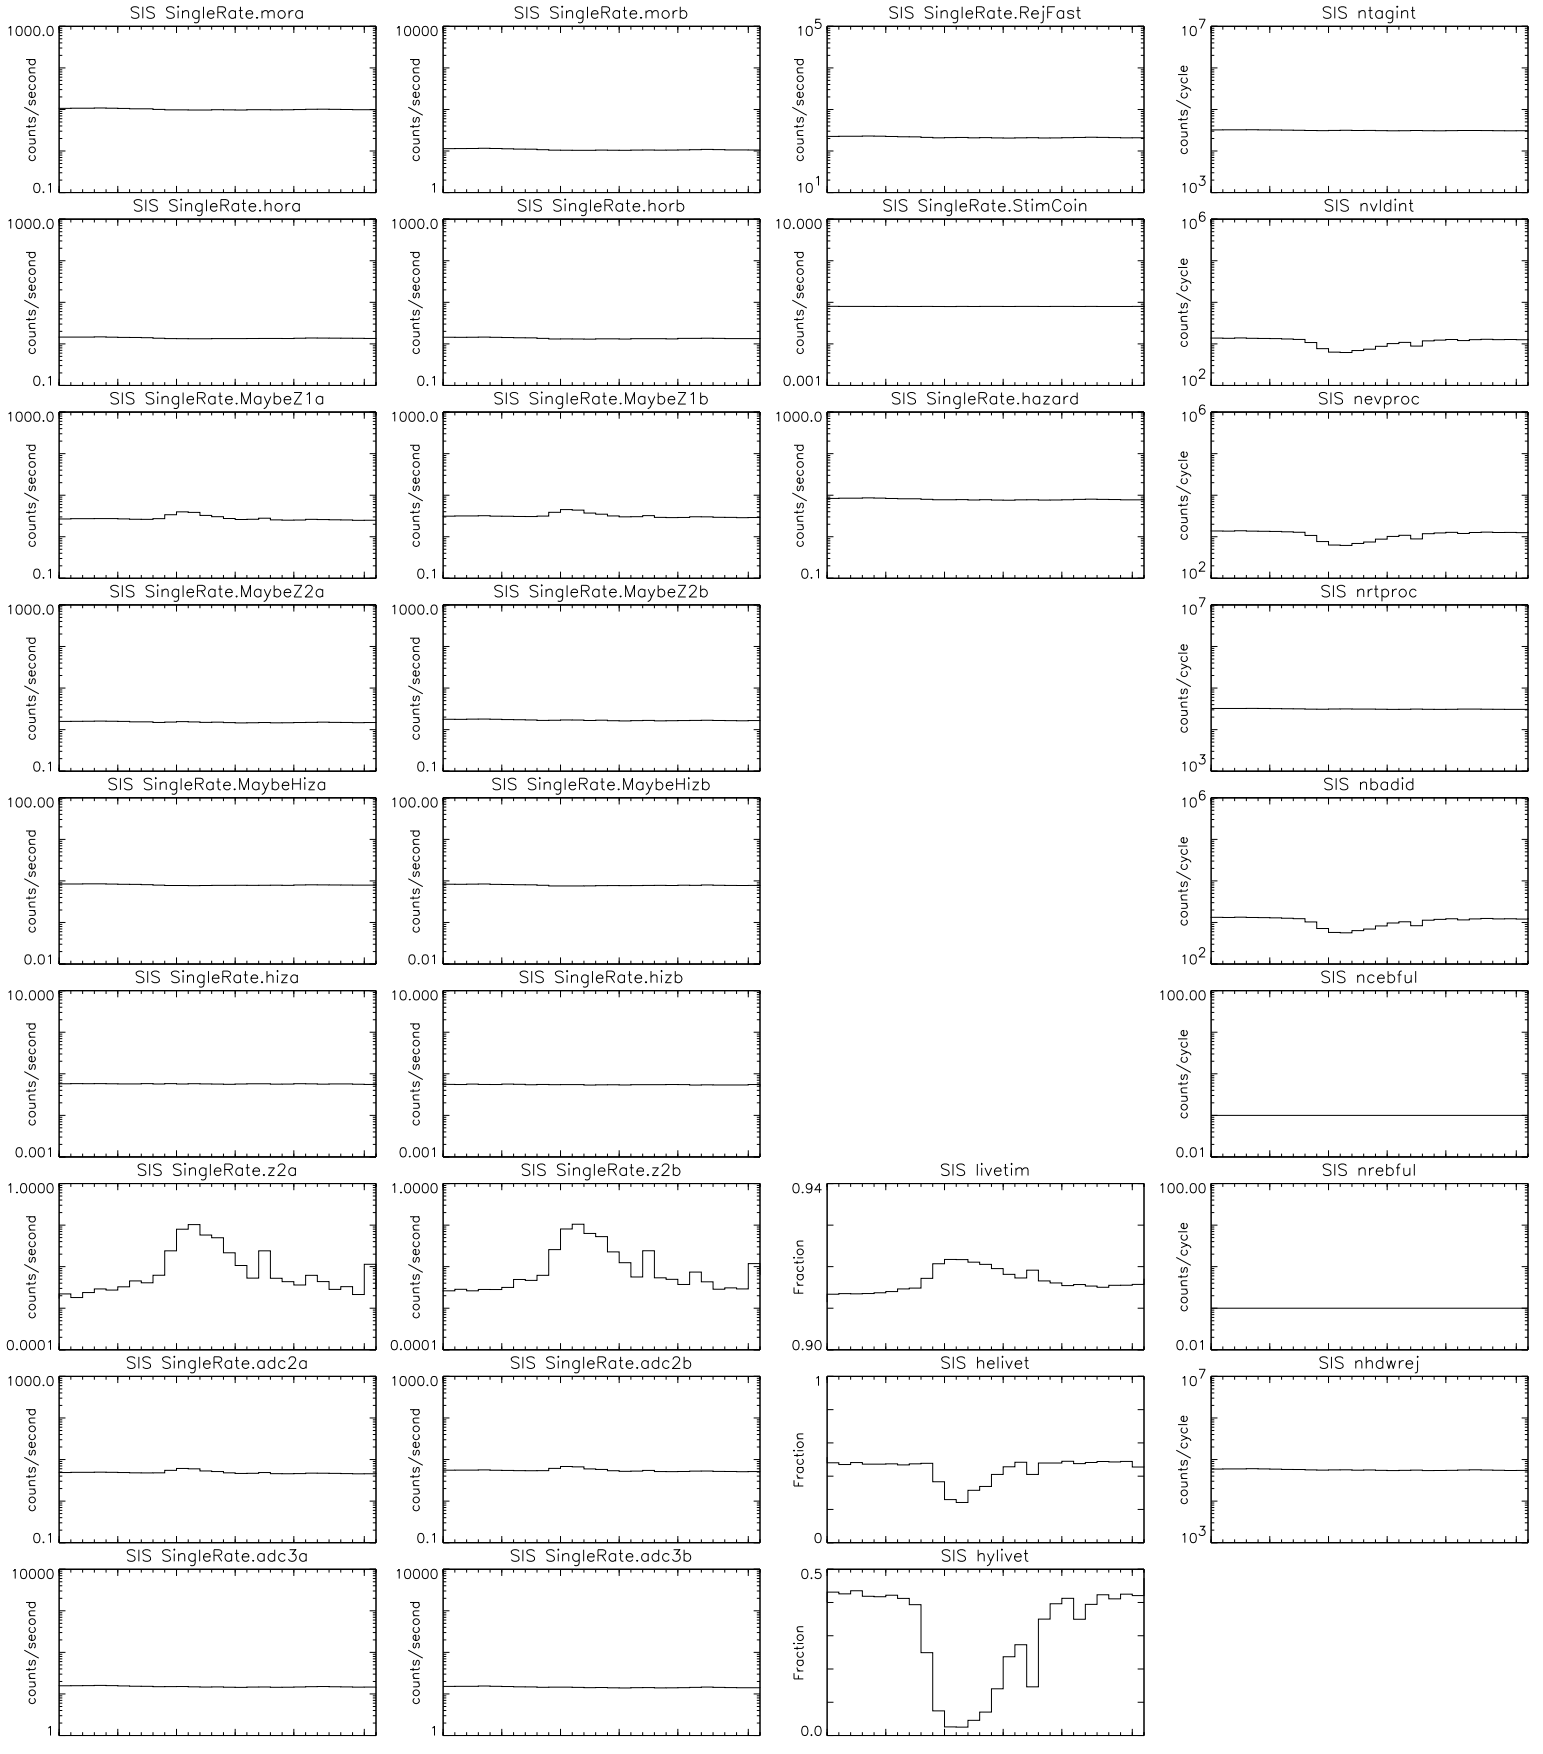 SIS SingleRate.mora
1000.0
counts/second
0.1
SIS SingleRate.morb
10000
counts/second
1
SIS SingleRate.RejFast
10^5
counts/second
10^1
SIS ntagint
10^7
counts/cycle
10^3
SIS SingleRate.hora
1000.0
counts/second
0.1
SIS SingleRate.horb
1000.0
counts/second
0.1
SIS SingleRate.StimCoin
10.000
counts/second
0.001
SIS nvldint
10^6
counts/cycle
10^2
SIS SingleRate.MaybeZ1a
1000.0
counts/second
0.1
SIS SingleRate.MaybeZ1b
1000.0
counts/second
0.1
SIS SingleRate.hazard
1000.0
counts/second
0.1
SIS nevproc
10^6
counts/cycle
10^2
SIS SingleRate.MaybeZ2a
1000.0
counts/second
0.1
SIS SingleRate.MaybeZ2b
1000.0
counts/second
0.1
SIS nrtproc
10^7
counts/cycle
10^3
SIS SingleRate.MaybeHiza
100.00
counts/second
0.01
SIS SingleRate.MaybeHizb
100.00
counts/second
0.01
SIS nbadid
10^6
counts/cycle
10^2
SIS SingleRate.hiza
10.000
counts/second
0.001
SIS SingleRate.hizb
10.000
counts/second
0.001
SIS ncebful
100.00
counts/cycle
0.01
SIS SingleRate.z2a
1.0000
counts/second
0.0001
SIS SingleRate.z2b
1.0000
counts/second
0.0001
SIS livetim
0.94
Fraction
0.90
SIS nrebful
100.00
counts/cycle
0.01
SIS SingleRate.adc2a
1000.0
counts/second
0.1
SIS SingleRate.adc2b
1000.0
counts/second
0.1
SIS helivet
1
Fraction
0
SIS nhdwrej
10^7
counts/cycle
10^3
SIS SingleRate.adc3a
10000
counts/second
1
SIS SingleRate.adc3b
10000
counts/second
1
SIS hylivet
0.5
Fraction
0.0